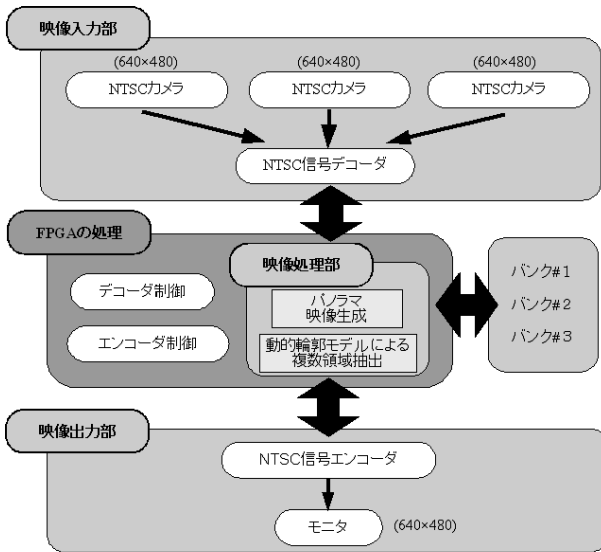 映像入力部
(640×480)
(640×480)
(640×480)
NTSCカメラ
NTSCカメラ
NTSCカメラ
NTSC信号デコーダ
FPGAの処理
映像処理部
デコーダ制御
エンコーダ制御
パノラマ
映像生成
動的輪郭モデルによる
複数領域抽出
バンク#1
バンク#2
バンク#3
映像出力部
NTSC信号エンコーダ
モニタ
(640×480)